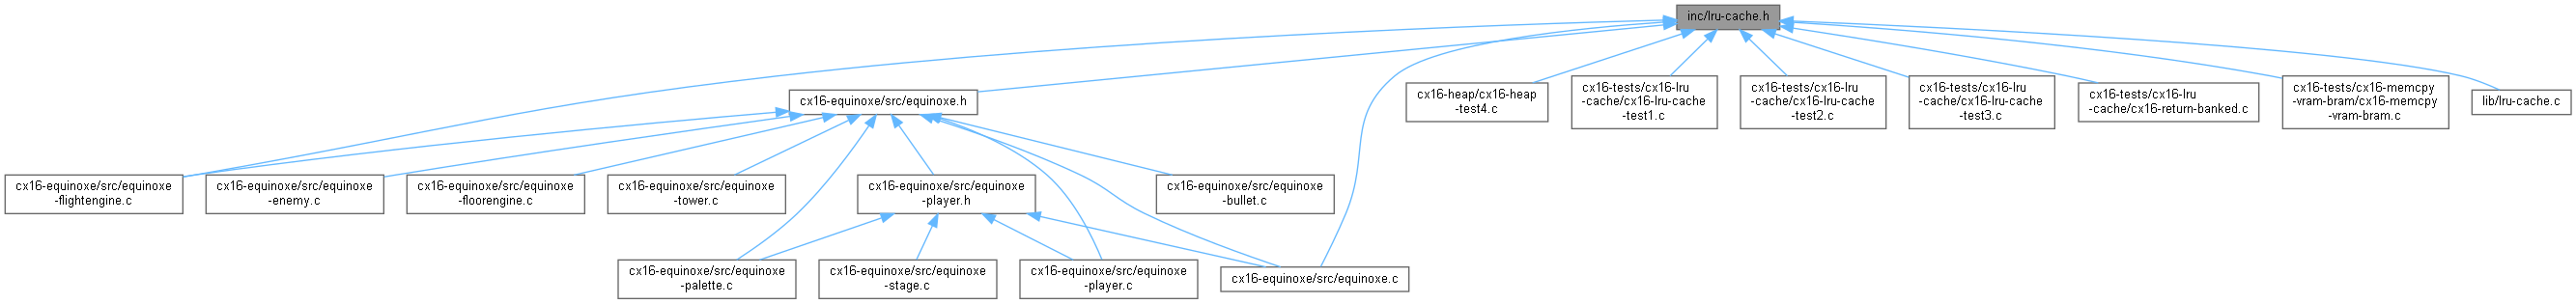 inc/lru-cache.h
cx16-equinoxe/src/equinoxe.h
cx16-heap/cx16-heap
-test4.c
cx16-tests/cx16-lru
-cache/cx16-lru-cache
-test1.c
cx16-tests/cx16-lru
-cache/cx16-lru-cache
-test2.c
cx16-tests/cx16-lru
-cache/cx16-lru-cache
-test3.c
cx16-tests/cx16-lru
-cache/cx16-return-banked.c
cx16-tests/cx16-memcpy
-vram-bram/cx16-memcpy
-vram-bram.c
lib/lru-cache.c
cx16-equinoxe/src/equinoxe
-flightengine.c
cx16-equinoxe/src/equinoxe
-enemy.c
cx16-equinoxe/src/equinoxe
-floorengine.c
cx16-equinoxe/src/equinoxe
-tower.c
cx16-equinoxe/src/equinoxe
-player.h
cx16-equinoxe/src/equinoxe
-bullet.c
cx16-equinoxe/src/equinoxe
-palette.c
cx16-equinoxe/src/equinoxe
-stage.c
cx16-equinoxe/src/equinoxe
-player.c
cx16-equinoxe/src/equinoxe.c